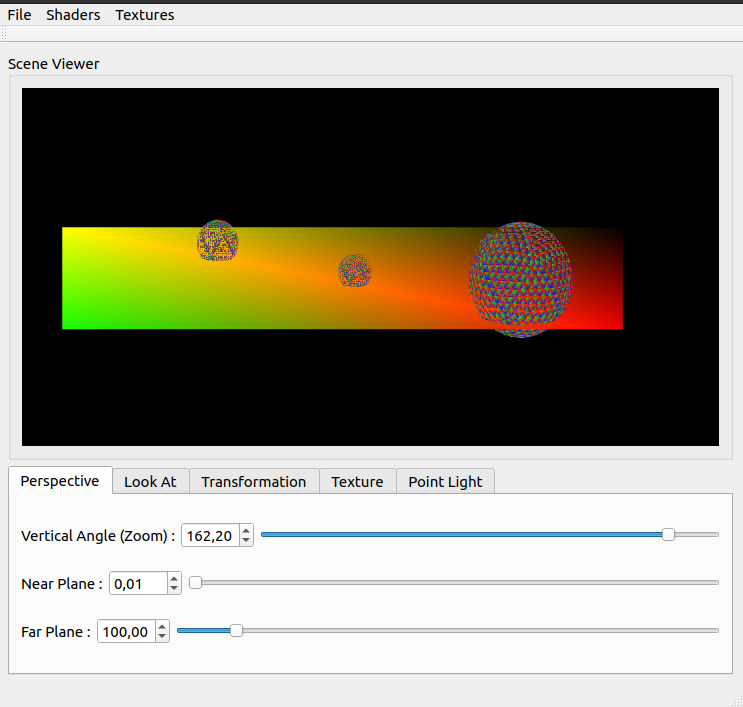 File Shaders Textures
Scene Viewer
Perspective Look At Transformation Texture Point Light
Vertical Angle (Zoom) : 162,20
Near Plane : 0,01
Far Plane : 100,00